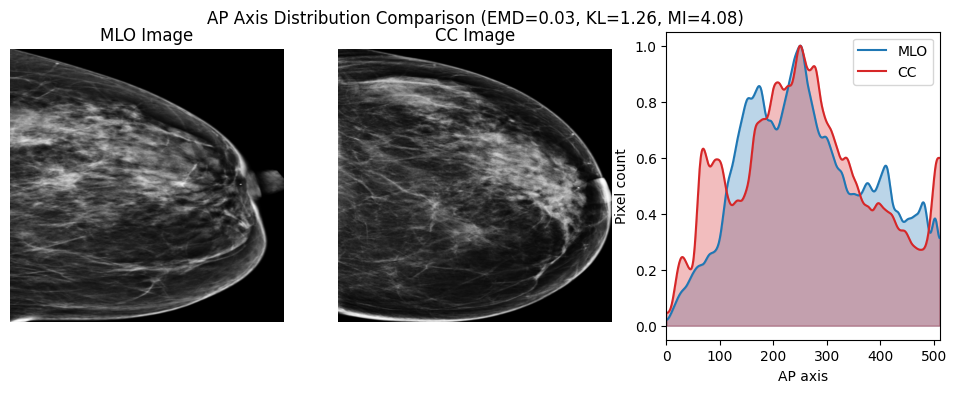 AP Axis Distribution Comparison (EMD=0.03, KL=1.26, MI=4.08)
MLO Image
CC Image
MLO
CC
Pixel count
1.0
0.8
0.6
0.4
0.2
0.0
0 100 200 300 400 500
AP axis